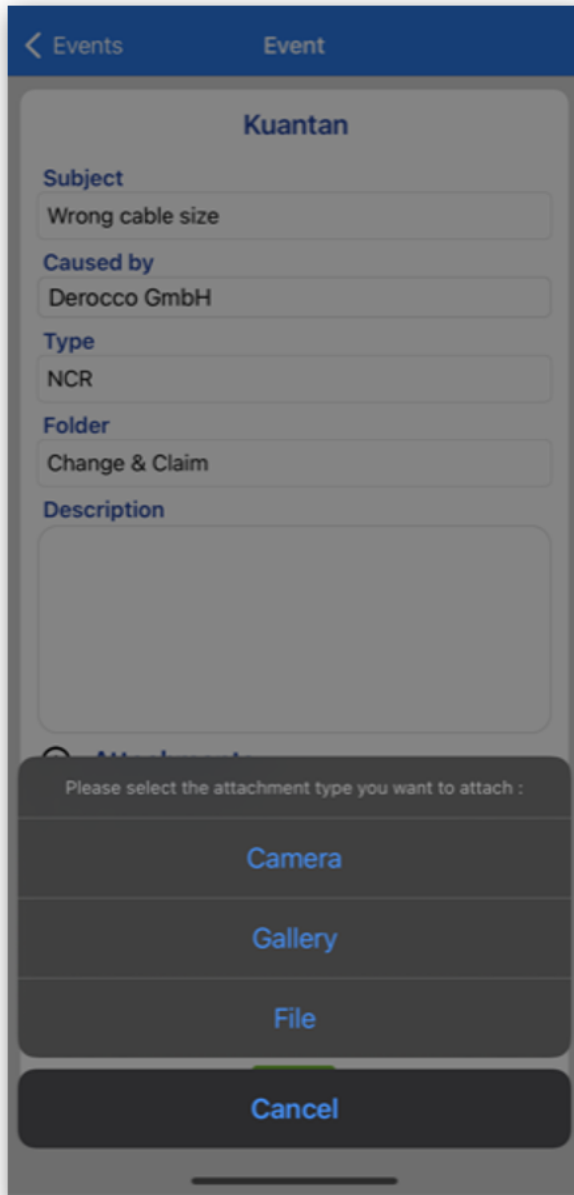 Events
Event
Kuantan
Subject
Wrong cable size
Caused by
Derocco GmbH
Type
NCR
Folder
Change & Claim
Description
Please select the attachment type you want to attach :
Camera
Gallery
File
Cancel